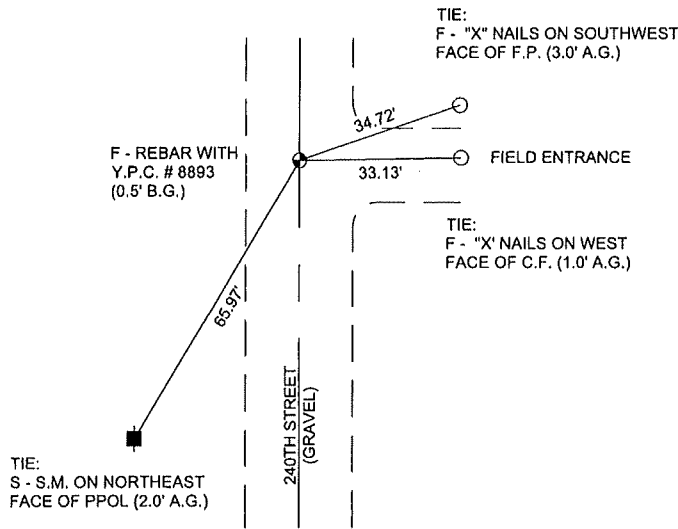 TIE:
F - "X" NAILS ON SOUTHWEST
FACE OF F.P. (3.0' A.G.)
34.72'
F - REBAR WITH
Y.P.C. # 8893
(0.5' B.G.)
FIELD ENTRANCE
33.13'
TIE:
F - "X' NAILS ON WEST
FACE OF C.F. (1.0' A.G.)
65.97'
240TH STREET
(GRAVEL)
TIE:
S - S.M. ON NORTHEAST
FACE OF PPOL (2.0' A.G.)